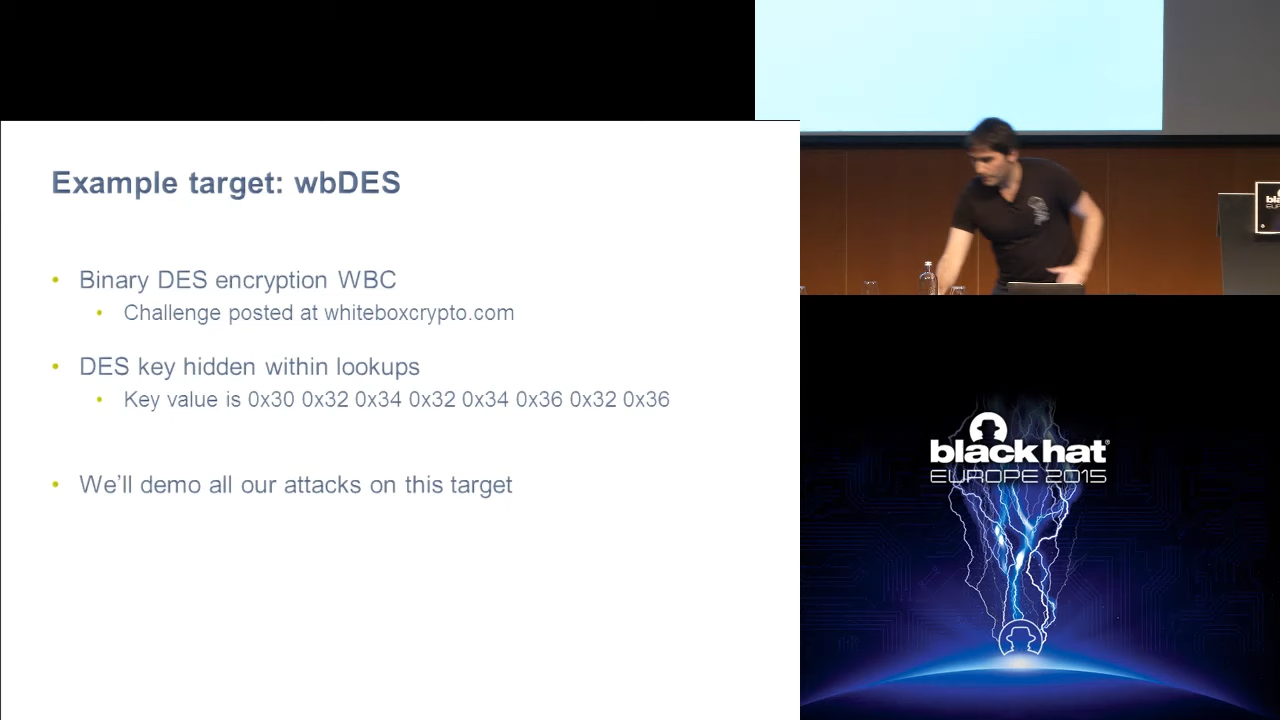 Example target: wbDES
• Binary DES encryption WBC
• Challenge posted at whiteboxcrypto.com
• DES key hidden within lookups
• Key value is 0x30 0x32 0x34 0x32 0x34 0x36 0x32 0x36
• We'll demo all our attacks on this target
black hat®
EUROPE 2015